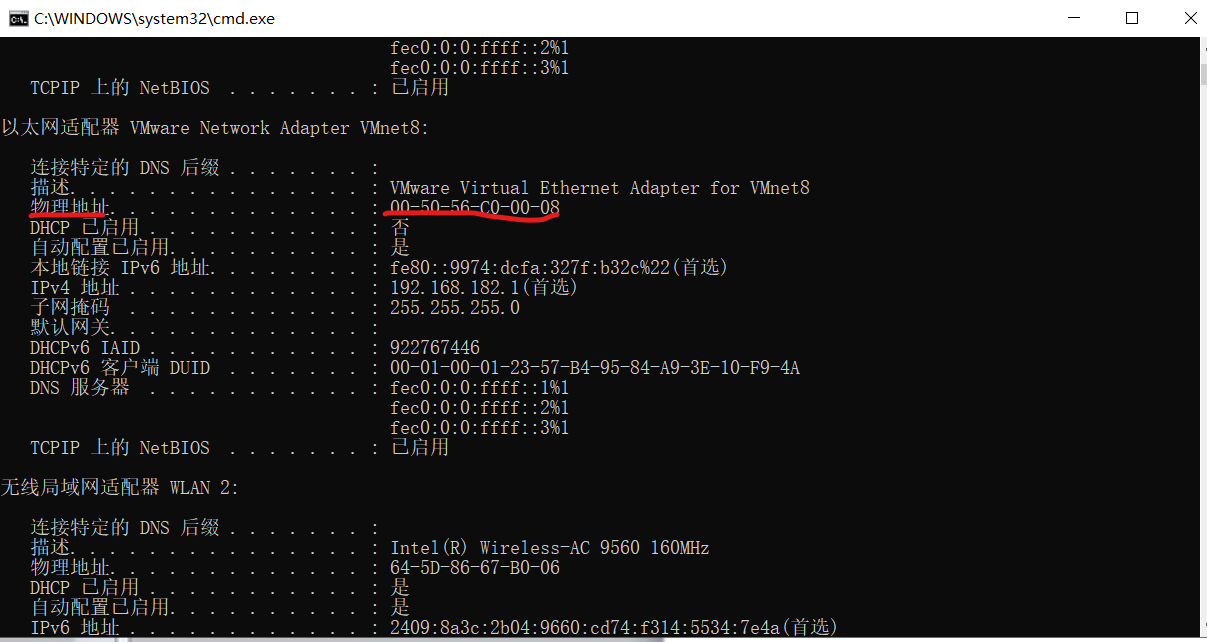 C:\WINDOWS\system32\cmd.exe
fec0:0:0:ffff::2%1
fec0:0:0:ffff::3%1
TCPIP 上的 NetBIOS . . . . . . . : 已启用
以太网适配器 VMware Network Adapter VMnet8:
连接特定的 DNS 后缀 . . . . . . . :
描述. . . . . . . . . . . . . . . : VMware Virtual Ethernet Adapter for VMnet8
物理地址. . . . . . . . . . . . . : 00-50-56-C0-00-08
DHCP 已启用 . . . . . . . . . . . : 否
自动配置已启用. . . . . . . . . . : 是
本地链接 IPv6 地址. . . . . . . . : fe80::9974:dcfa:327f:b32c%22(首选)
IPv4 地址 . . . . . . . . . . . . : 192.168.182.1(首选)
子网掩码 . . . . . . . . . . . . : 255.255.255.0
默认网关. . . . . . . . . . . . . :
DHCPv6 IAID . . . . . . . . . . . : 922767446
DHCPv6 客户端 DUID . . . . . . . : 00-01-00-01-23-57-B4-95-84-A9-3E-10-F9-4A
DNS 服务器 . . . . . . . . . . . : fec0:0:0:ffff::1%1
fec0:0:0:ffff::2%1
fec0:0:0:ffff::3%1
TCPIP 上的 NetBIOS . . . . . . . : 已启用
无线局域网适配器 WLAN 2:
连接特定的 DNS 后缀 . . . . . . . :
描述. . . . . . . . . . . . . . . : Intel(R) Wireless-AC 9560 160MHz
物理地址. . . . . . . . . . . . . : 64-5D-86-67-B0-06
DHCP 已启用 . . . . . . . . . . . : 是
自动配置已启用. . . . . . . . . . : 是
IPv6 地址 . . . . . . . . . . . . : 2409:8a3c:2b04:9660:cd74:f314:5534:7e4a(首选)